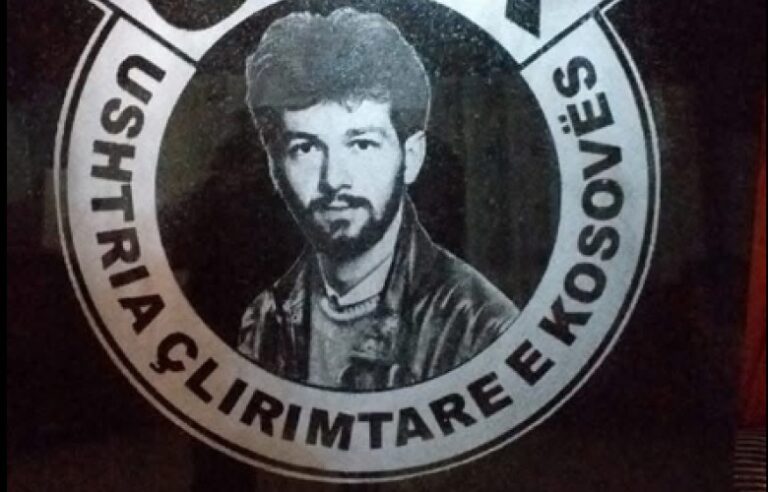 USHTRIA ÇLIRIMTARE E KOSOVËS